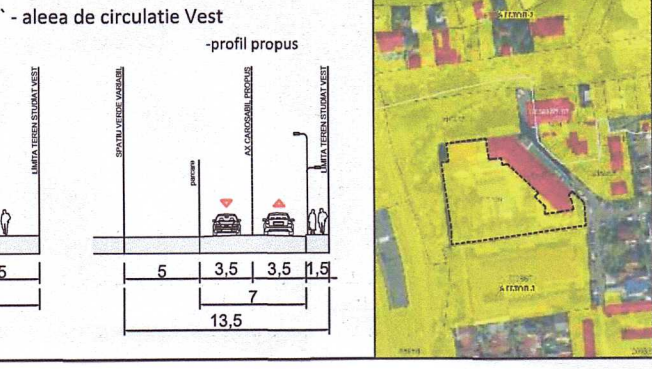 ` - aleea de circulatie Vest
-profil propus
LIMITA TEREN STUDIAT VEST
SPATIU VERDE VARIABIL
parcare
AX CAROSABIL PROPUS
LIMITA TEREN STUDIAT VEST
5
5
3,5
3,5
1,5
7
13,5